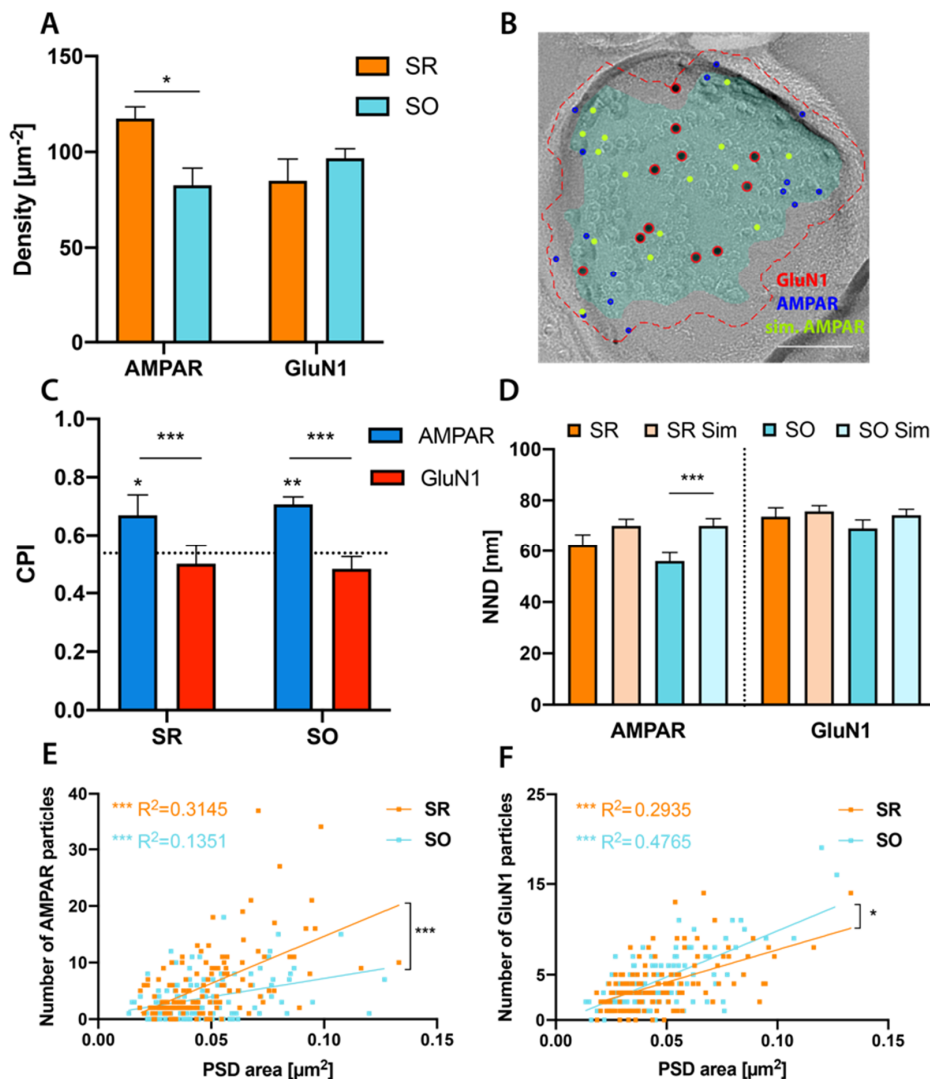 A
Density [µm⁻²]
150
100
50
0
AMPAR
GluN1
*
SR
SO
B
GluN1
AMPAR
sim. AMPAR
C
CPI
1.0
0.8
0.6
0.4
0.2
0.0
***
***
*
**
SR
SO
AMPAR
GluN1
D
SR
SR Sim
SO
SO Sim
NND [nm]
100
80
60
40
20
0
***
AMPAR
GluN1
E
Number of AMPAR particles
40
30
20
10
0
*** R²=0.3145
*** R²=0.1351
SR
SO
***
0.00
0.05
0.10
0.15
PSD area [µm²]
F
Number of GluN1 particles
25
15
5
0
*** R²=0.2935
*** R²=0.4765
SR
SO
*
0.00
0.05
0.10
0.15
PSD area [µm²]